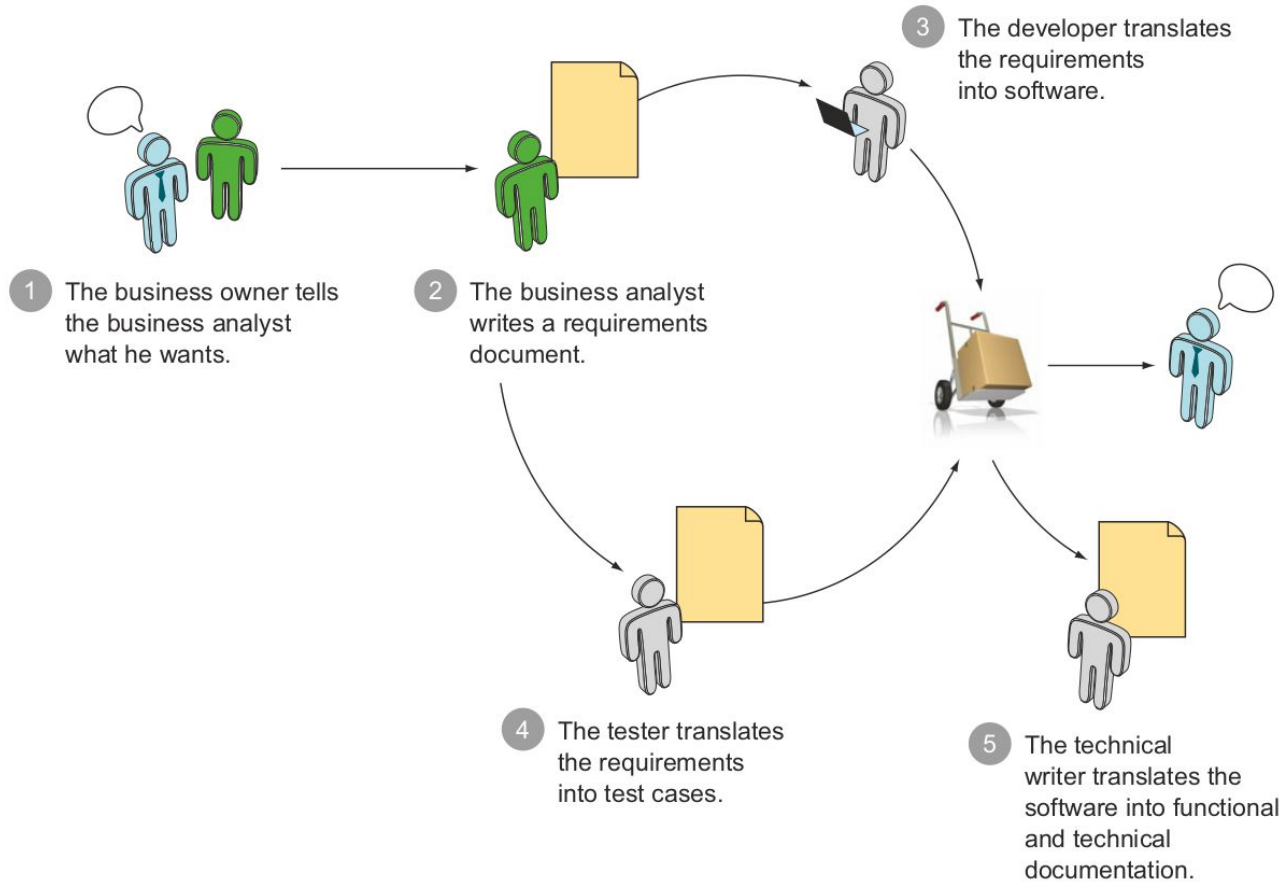 1
The business owner tells
the business analyst
what he wants.
2
The business analyst
writes a requirements
document.
3
The developer translates
the requirements
into software.
4
The tester translates
the requirements
into test cases.
5
The technical
writer translates the
software into functional
and technical
documentation.